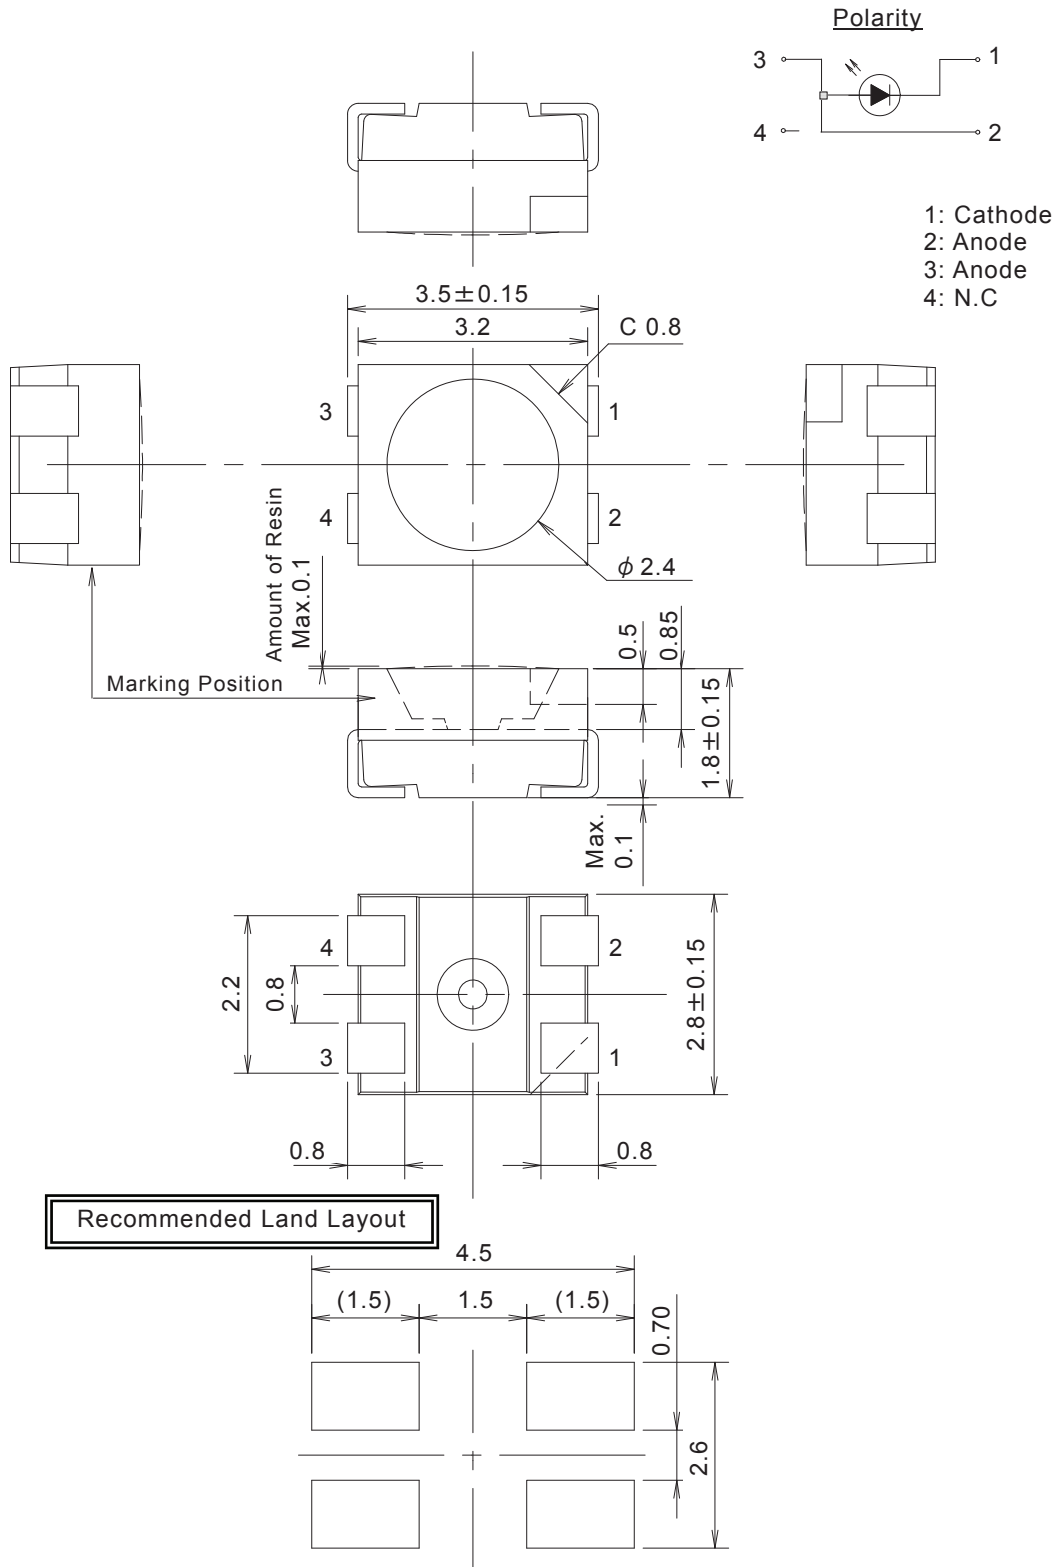 Polarity
3
1
4
2
1: Cathode
2: Anode
3: Anode
4: N.C
3.5±0.15
3.2
C 0.8
3
1
4
2
φ 2.4
Amount of Resin
Max.0.1
Marking Position
0.5
0.85
1.8±0.15
Max.
0.1
4
2
3
1
2.2
0.8
2.8±0.15
0.8
0.8
Recommended Land Layout
4.5
(1.5)
1.5
(1.5)
0.70
2.6